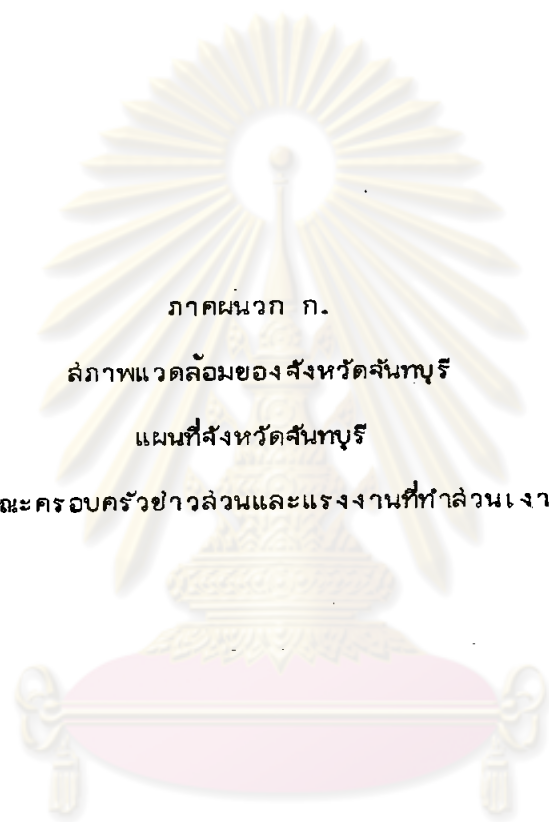 ภาคผนวก ก.
สภาพแวดล้อมของจังหวัดจันทบุรี
แผนที่จังหวัดจันทบุรี
ณะครอบครัวชาวสวนและแรงงานที่ทำสวนเงา